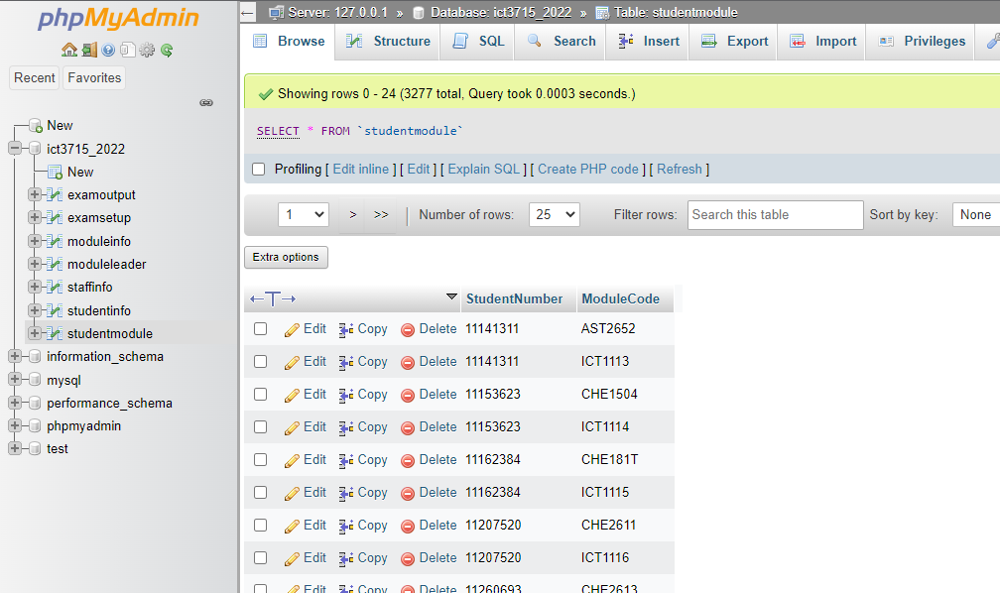 phpMyAdmin
Recent Favorites
New
ict3715_2022
New
examoutput
examsetup
moduleinfo
moduleleader
staffinfo
studentinfo
studentmodule
information_schema
mysql
performance_schema
phpmyadmin
test
Server: 127.0.0.1 » Database: ict3715_2022 » Table: studentmodule
Browse Structure SQL Search Insert Export Import Privileges
Showing rows 0 - 24 (3277 total, Query took 0.0003 seconds.)
SELECT * FROM `studentmodule`
Profiling [ Edit inline ] [ Edit ] [ Explain SQL ] [ Create PHP code ] [ Refresh ]
1 > >> | Number of rows: 25 Filter rows: Search this table Sort by key: None
Extra options
←T→ StudentNumber ModuleCode
Edit Copy Delete 11141311 AST2652
Edit Copy Delete 11141311 ICT1113
Edit Copy Delete 11153623 CHE1504
Edit Copy Delete 11153623 ICT1114
Edit Copy Delete 11162384 CHE181T
Edit Copy Delete 11162384 ICT1115
Edit Copy Delete 11207520 CHE2611
Edit Copy Delete 11207520 ICT1116
Edit Copy Delete 11260693 CHE2613